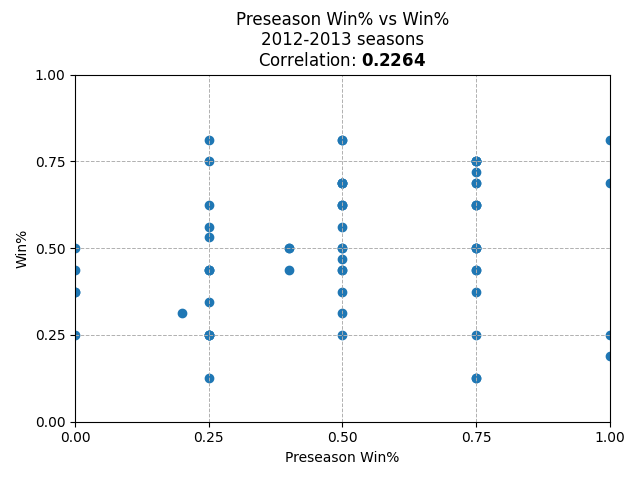 Preseason Win% vs Win%
2012-2013 seasons
Correlation: 0.2264
1.00
0.75
0.50
0.25
0.00
Win%
0.00 0.25 0.50 0.75 1.00
Preseason Win%